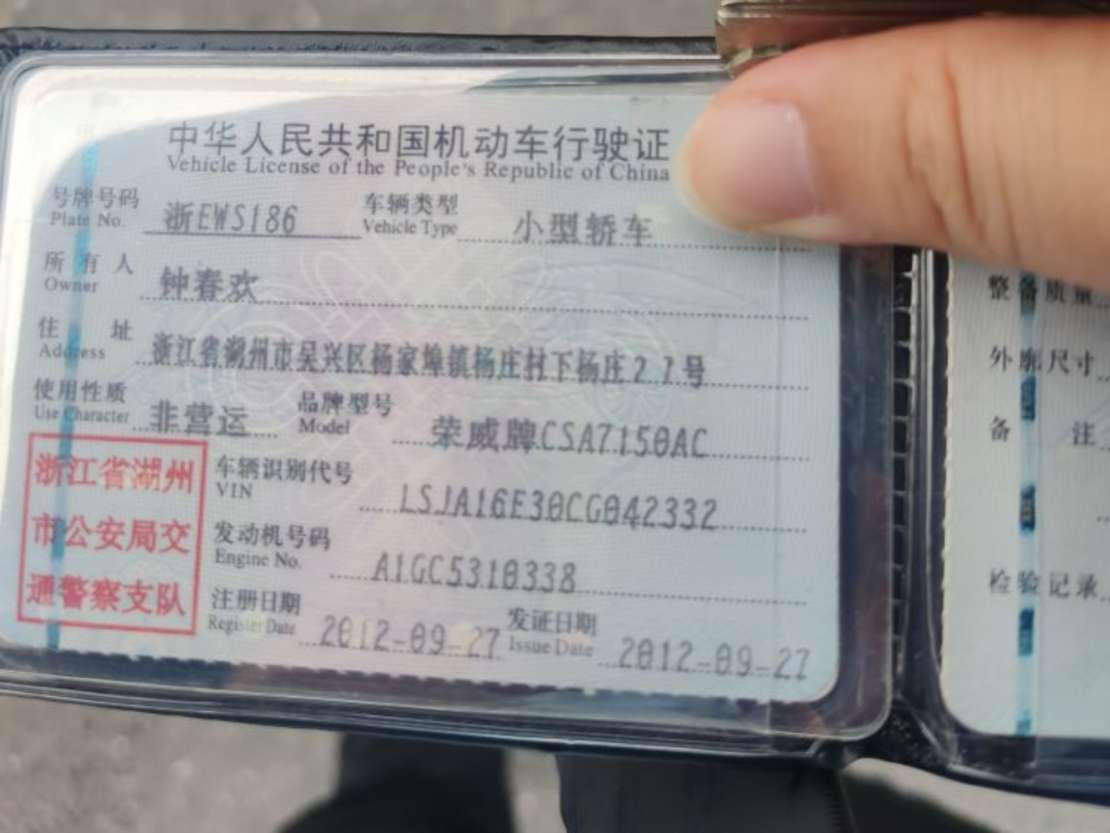 中华人民共和国机动车行驶证
Vehicle License of the People's Republic of China
号牌号码 浙EWS186 车辆类型 小型轿车
Plate No. Vehicle Type
所有人 钟春欢
Owner
住址 浙江省湖州市吴兴区杨家埠镇杨庄村下杨庄27号
Address
使用性质 非营运 品牌型号 荣威牌CSA7150AC
Use Character Model
浙江省湖州
市公安局交
通警察支队
车辆识别代号 LSJA16E30CG042332
VIN
发动机号码 A1GC5310338
Engine No.
注册日期 2012-09-27 发证日期 2012-09-27
Register Date Issue Date
整备质量
外廓尺寸
备注
检验记录